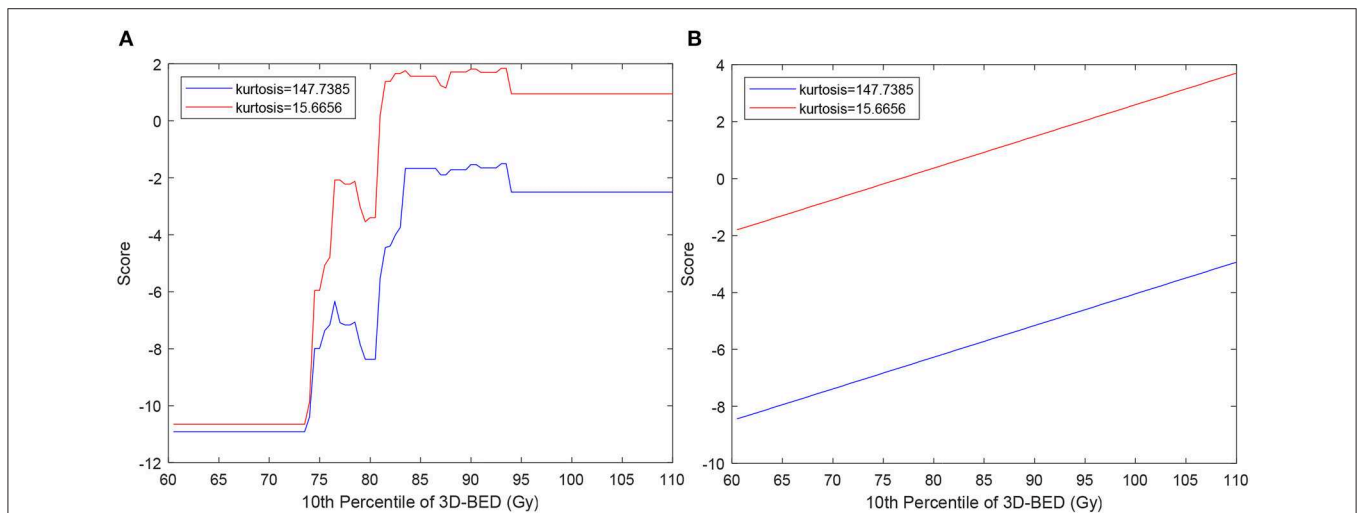 A
kurtosis=147.7385
kurtosis=15.6656
2
0
-2
-4
-6
-8
-10
-12
Score
60 65 70 75 80 85 90 95 100 105 110
10th Percentile of 3D-BED (Gy)
B
kurtosis=147.7385
kurtosis=15.6656
4
2
0
-2
-4
-6
-8
-10
Score
60 65 70 75 80 85 90 95 100 105 110
10th Percentile of 3D-BED (Gy)